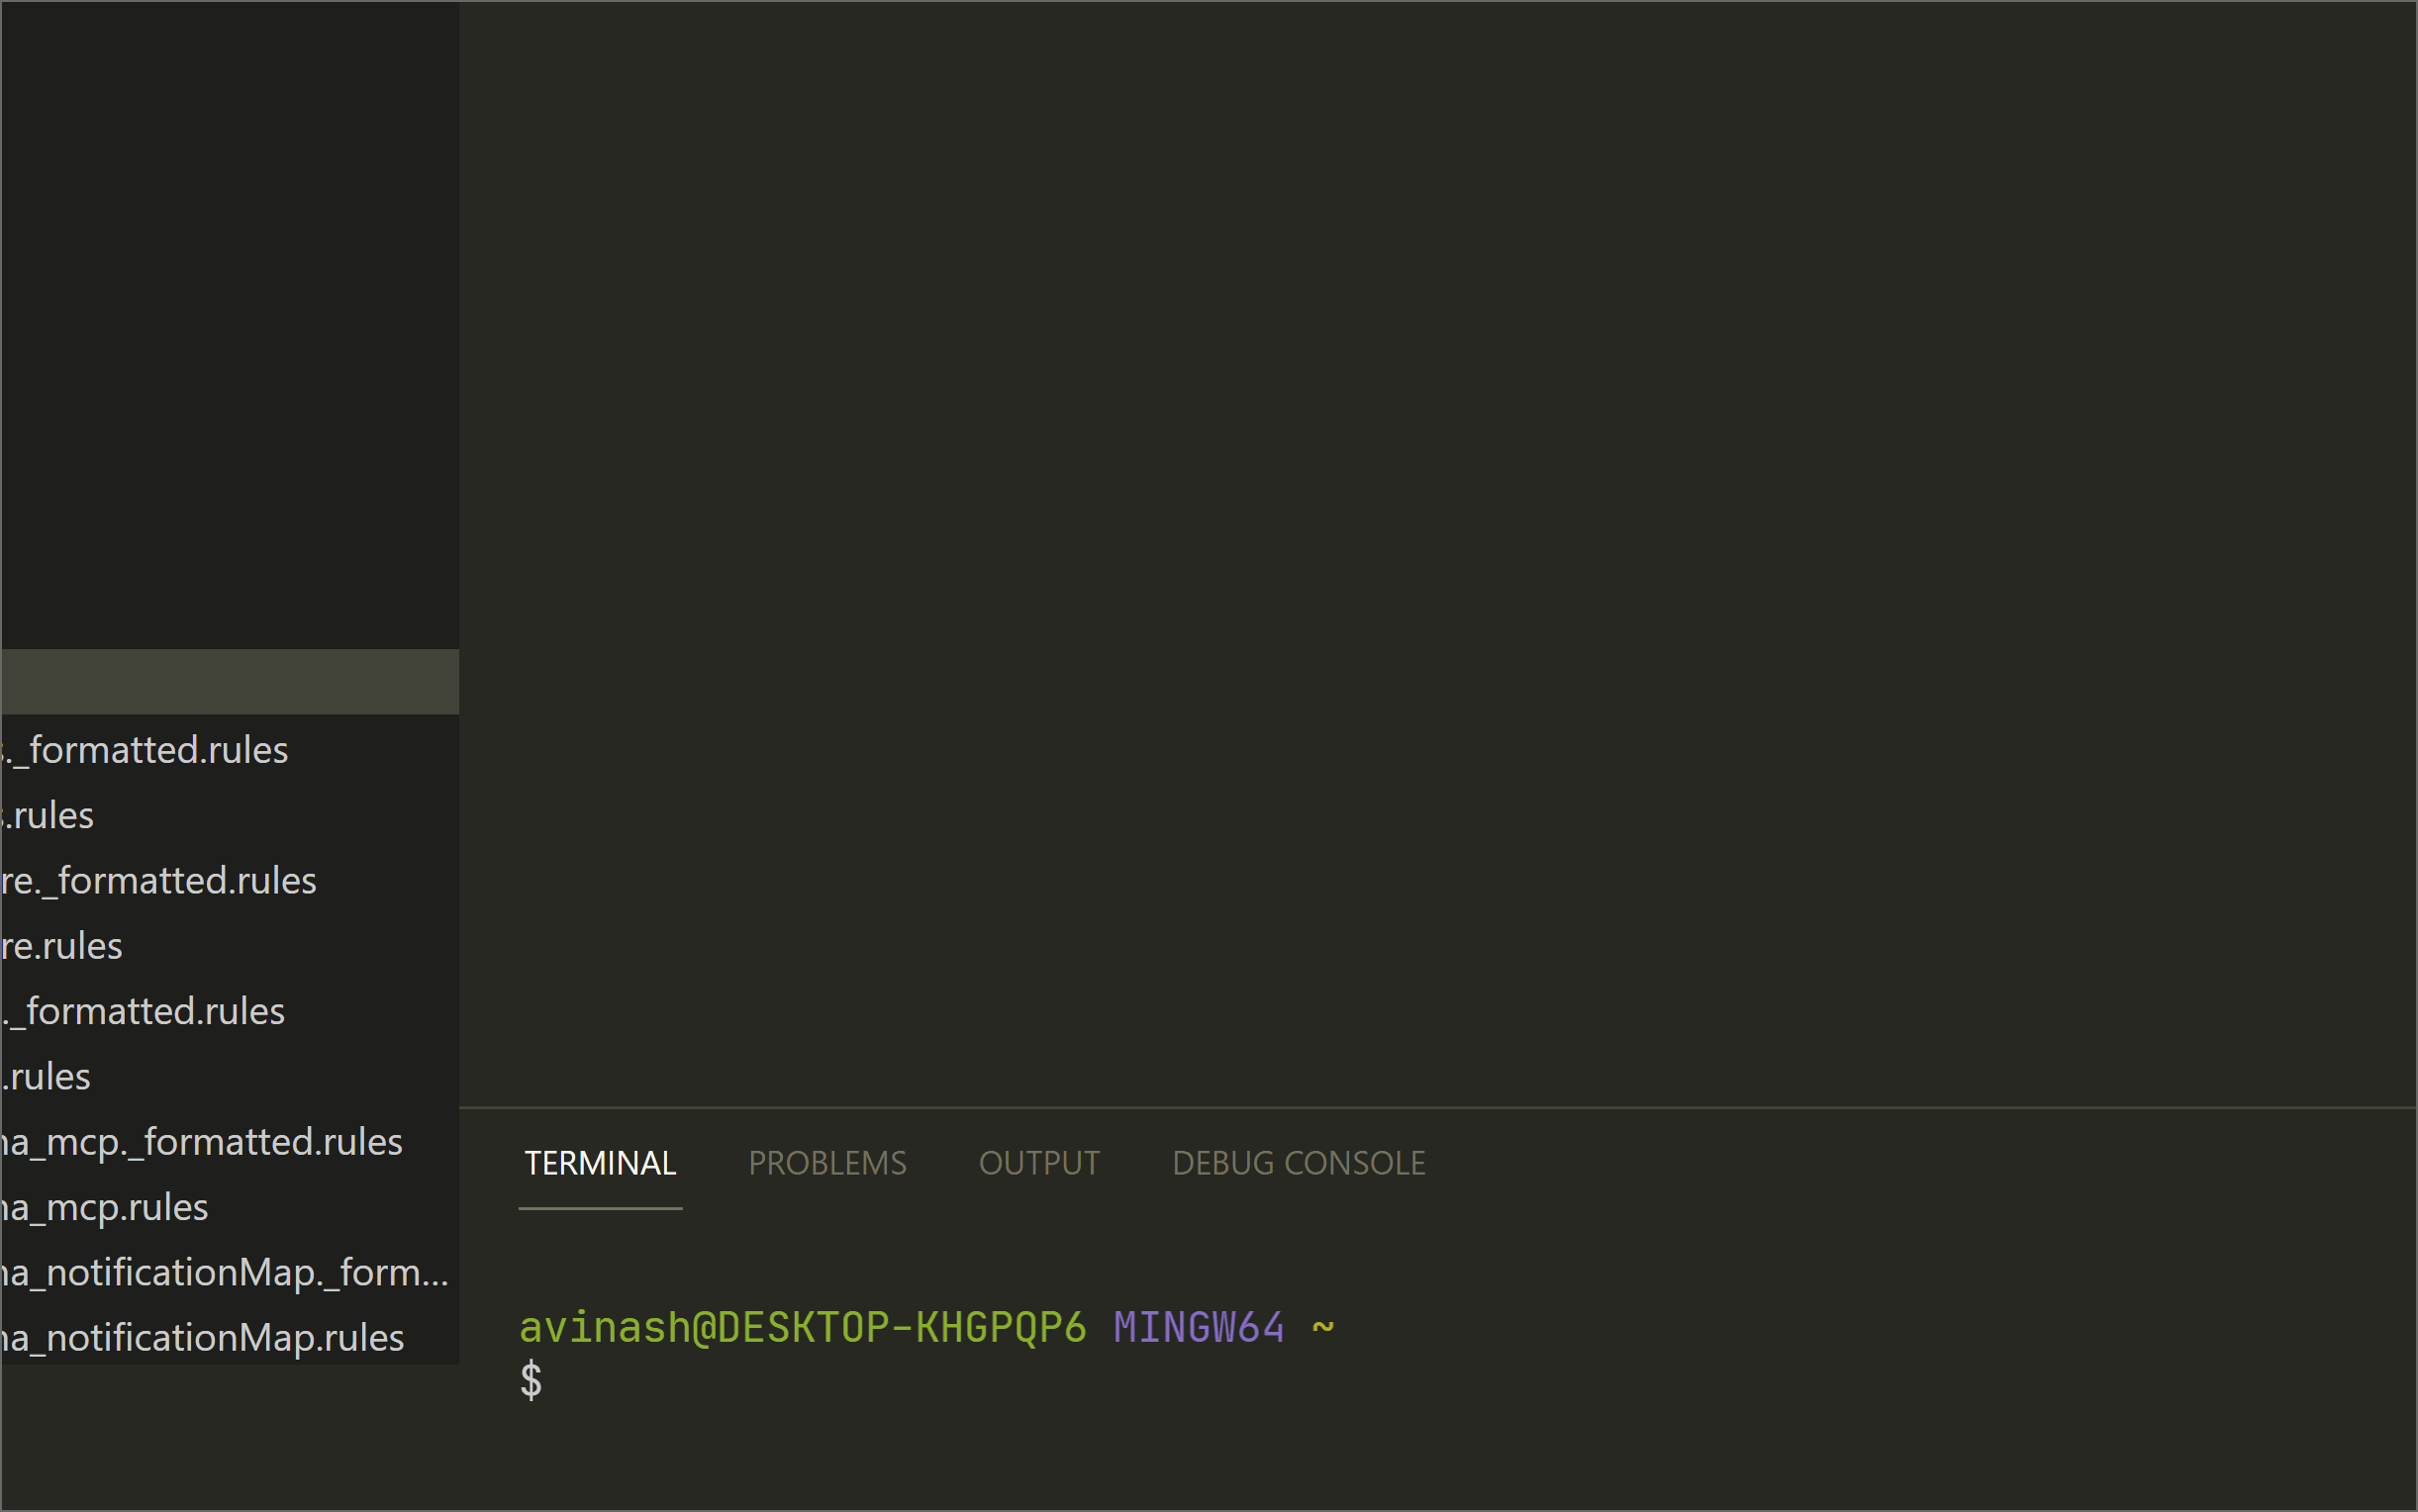 ._formatted.rules
.rules
re._formatted.rules
re.rules
._formatted.rules
.rules
a_mcp._formatted.rules
a_mcp.rules
a_notificationMap._form...
a_notificationMap.rules
TERMINAL PROBLEMS OUTPUT DEBUG CONSOLE
avinash@DESKTOP-KHGPQP6 MINGW64 ~
$